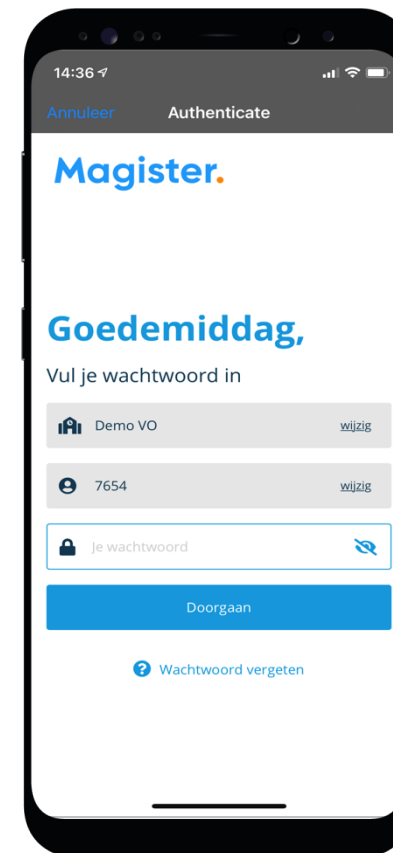 14:36
Annuleer Authenticate
Magister.
Goedemiddag,
Vul je wachtwoord in
Demo VO wijzig
7654 wijzig
Je wachtwoord
Doorgaan
Wachtwoord vergeten